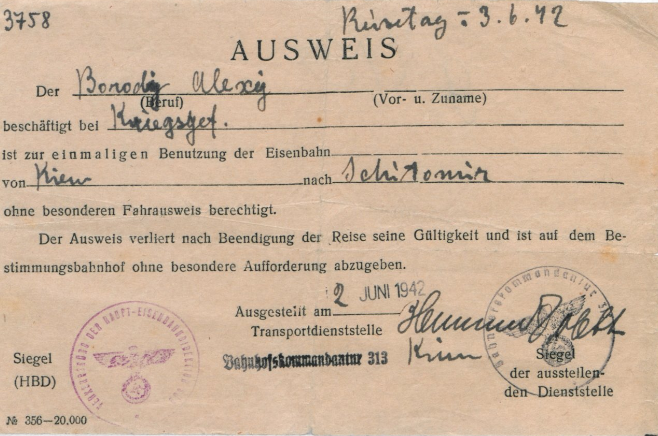 3758
Reisetag: 3.6.42
AUSWEIS
Der Borodij Alexij
(Beruf) (Vor- u. Zuname)
beschäftigt bei Kriegsgef.
ist zur einmaligen Benutzung der Eisenbahn
von Kiew nach Schitomir
ohne besonderen Fahrausweis berechtigt.
Der Ausweis verliert nach Beendigung der Reise seine Gültigkeit und ist auf dem Be-
stimmungsbahnhof ohne besondere Aufforderung abzugeben.
Ausgestellt am 2 JUNI 1942
Transportdienststelle
Bahnhofskommandantur 313
Kiew
Siegel
(HBD)
Siegel
der ausstellen-
den Dienststelle
№ 356—20,000